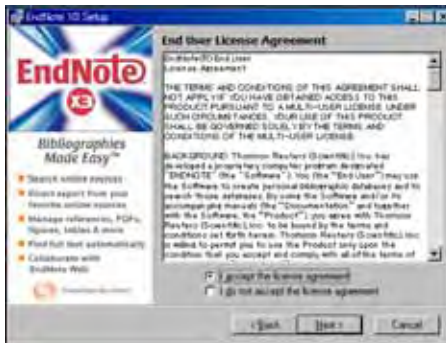 EndNote X3 Setup
EndNote
X3
Bibliographies
Made Easy™
Search online sources
Direct export from your
favorite online sources
Manage references, PDFs,
figures, tables & more
Find full text automatically
Collaborate with
EndNote Web
End User License Agreement
EndNote X3 End User
License Agreement
THE TERMS AND CONDITIONS OF THIS AGREEMENT SHALL
NOT APPLY IF YOU HAVE OBTAINED ACCESS TO THIS
PRODUCT PURSUANT TO A MULTI-USER LICENSE. UNDER
SUCH CIRCUMSTANCES, YOUR USE OF THIS PRODUCT
SHALL BE GOVERNED SOLELY BY THE TERMS AND
CONDITIONS OF THE MULTI-USER LICENSE.
BACKGROUND: Thomson Reuters (Scientific) Inc. has
developed a proprietary computer program designated
"ENDNOTE" (the "Software"). You (the "End User") may use
the Software to create personal bibliographic databases and to
search those databases. By using the Software and/or its
accompanying manuals (the "Documentation" and together
with the Software, the "Product"), you agree with Thomson
Reuters (Scientific) Inc. to be bound by the terms and
conditions set forth herein. Thomson Reuters (Scientific) Inc.
is willing to permit you to use the Product only upon the
condition that you accept and comply with all of the terms of
I accept the license agreement
I do not accept the license agreement
< Back
Next >
Cancel